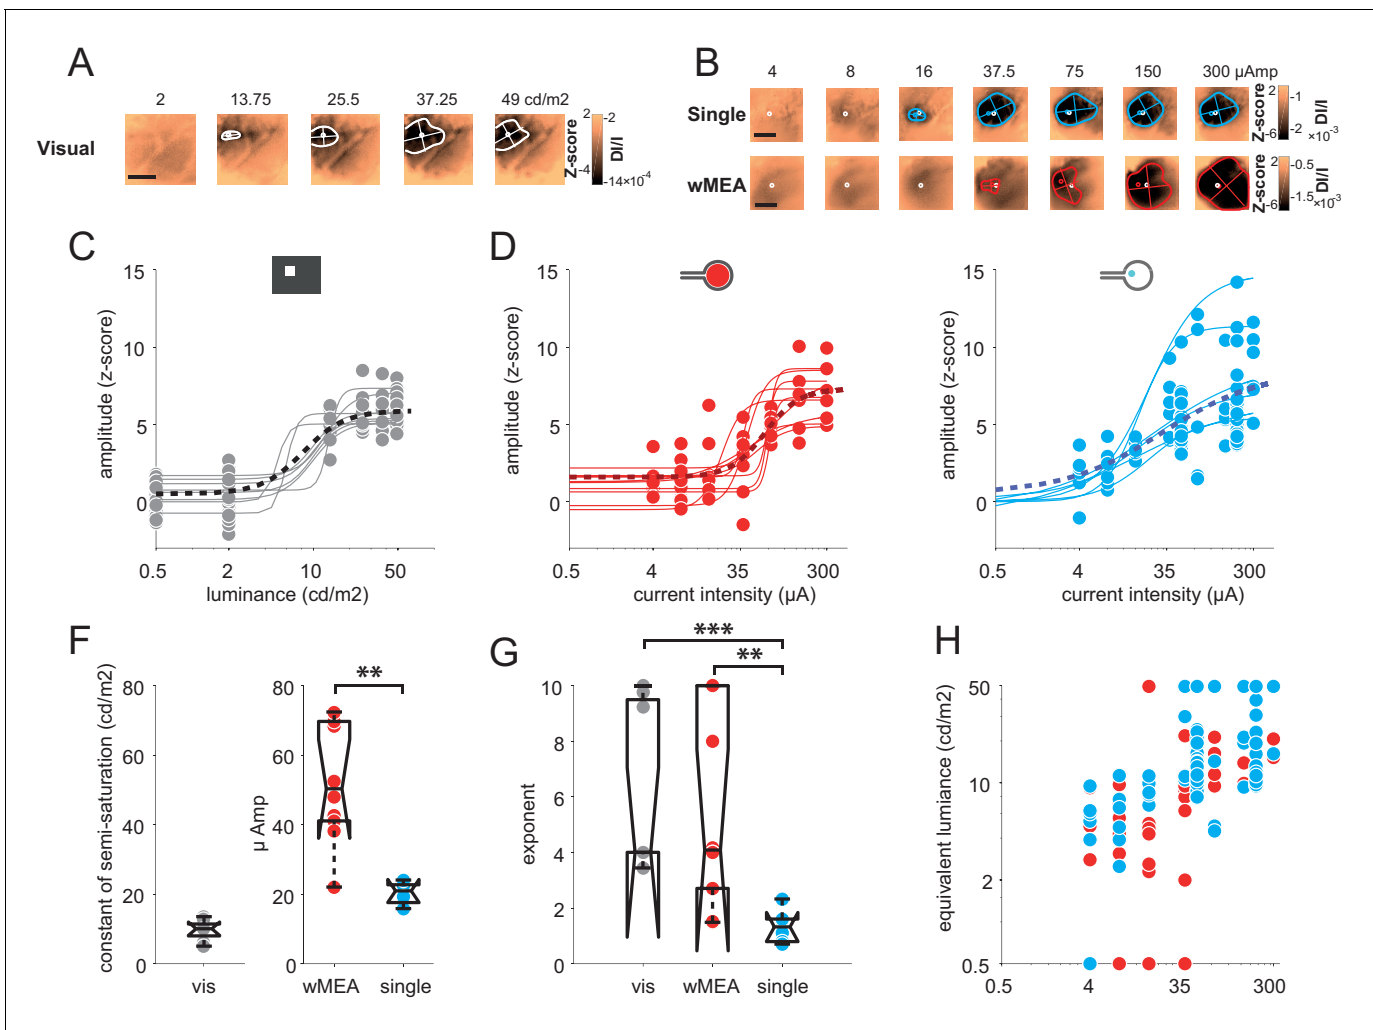 A
2 13.75 25.5 37.25 49 cd/m2
Visual
Z-score
2
-4
DI/I
-2
-14×10-4
B
4 8 16 37.5 75 150 300 µAmp
Single
Z-score
2
-6
DI/I
-1
-2
×10-3
wMEA
Z-score
2
-6
DI/I
-0.5
-1.5
×10-3
C
amplitude (z-score)
15
10
5
0
0.5 2 10 50
luminance (cd/m2)
D
amplitude (z-score)
15
10
5
0
0.5 4 35 300
current intensity (µA)
amplitude (z-score)
15
10
5
0
0.5 4 35 300
current intensity (µA)
F
constant of semi-saturation (cd/m2)
80
60
40
20
0
vis
µ Amp
80
60
40
20
0
**
wMEA single
G
exponent
10
8
6
4
2
0
***
**
vis wMEA single
H
equivalent lumiance (cd/m2)
50
10
2
0.5
0.5 4 35 300